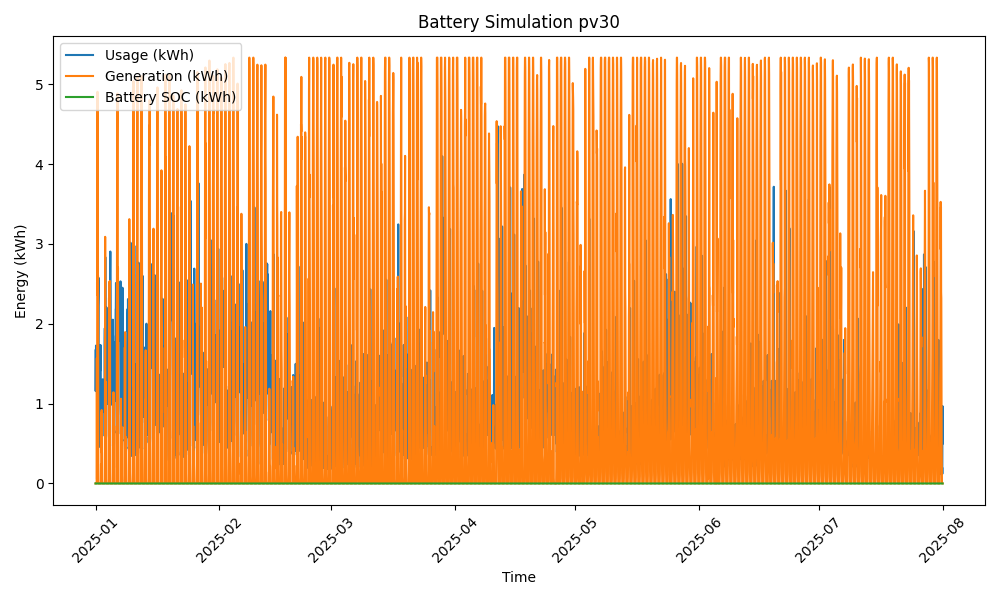 Battery Simulation pv30
Usage (kWh)
Generation (kWh)
Battery SOC (kWh)
Energy (kWh)
5
4
3
2
1
0
2025-01
2025-02
2025-03
2025-04
2025-05
2025-06
2025-07
2025-08
Time